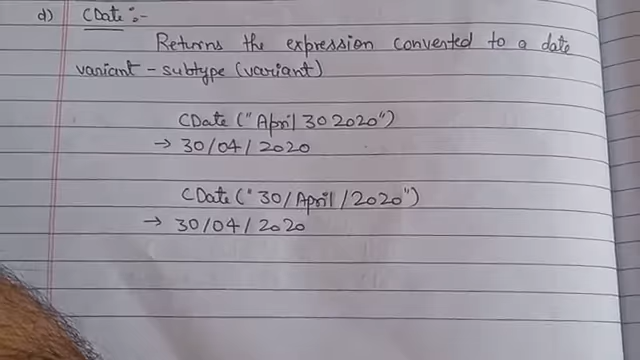 d) CDate :-
Returns the expression converted to a date
variant - subtype (variant)
CDate ("April 30 2020")
→ 30/04/2020
CDate ("30/April/2020")
→ 30/04/2020